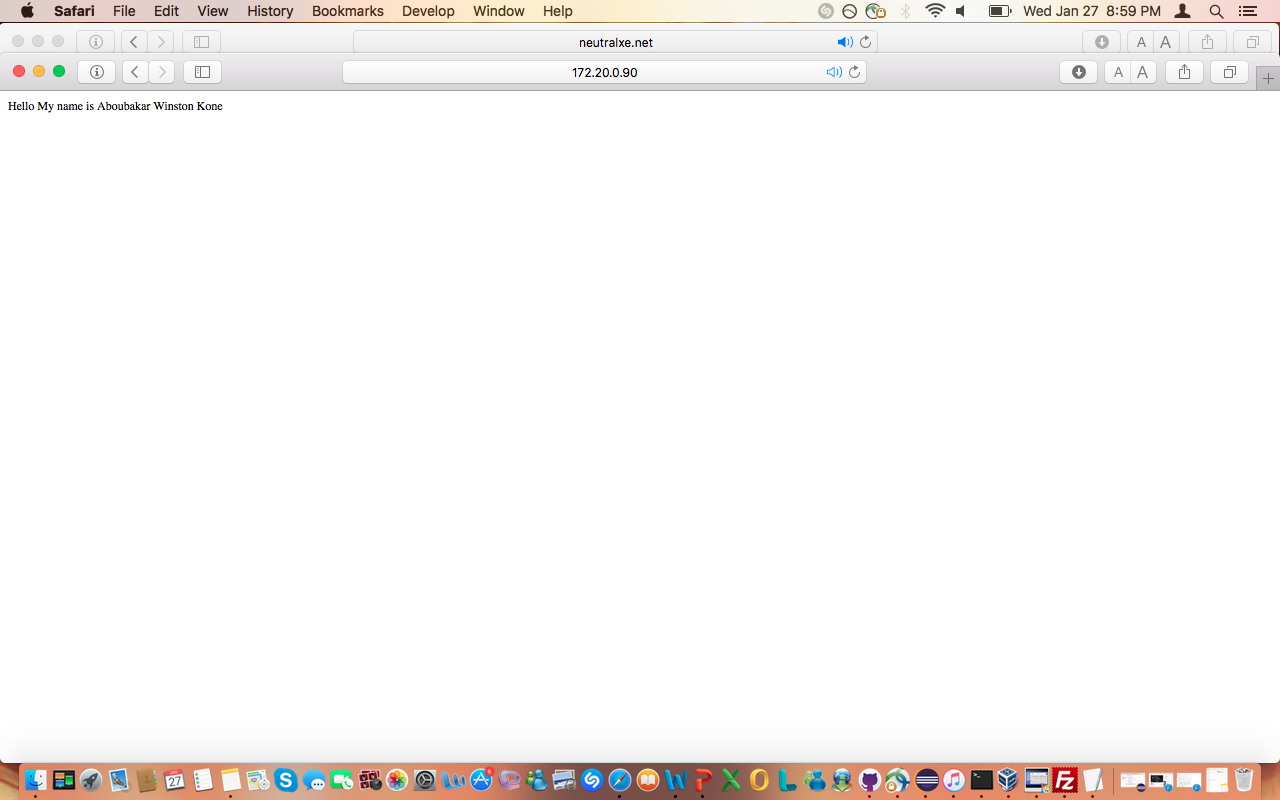 Safari File Edit View History Bookmarks Develop Window Help Wed Jan 27 8:59 PM
neutralxe.net A A
172.20.0.90 A A
Hello My name is Aboubakar Winston Kone
27